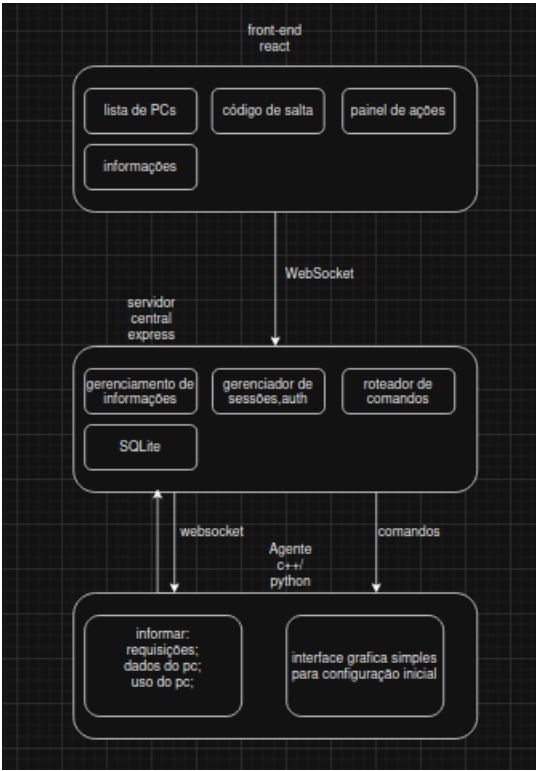 front-end
react
lista de PCs
código de salta
painel de ações
informações
WebSocket
servidor
central
express
gerenciamento de
informações
gerenciador de
sessões,auth
roteador de
comandos
SQLite
websocket
comandos
Agente
c++/
python
informar:
requisições;
dados do pc;
uso do pc;
interface grafica simples
para configuração inicial